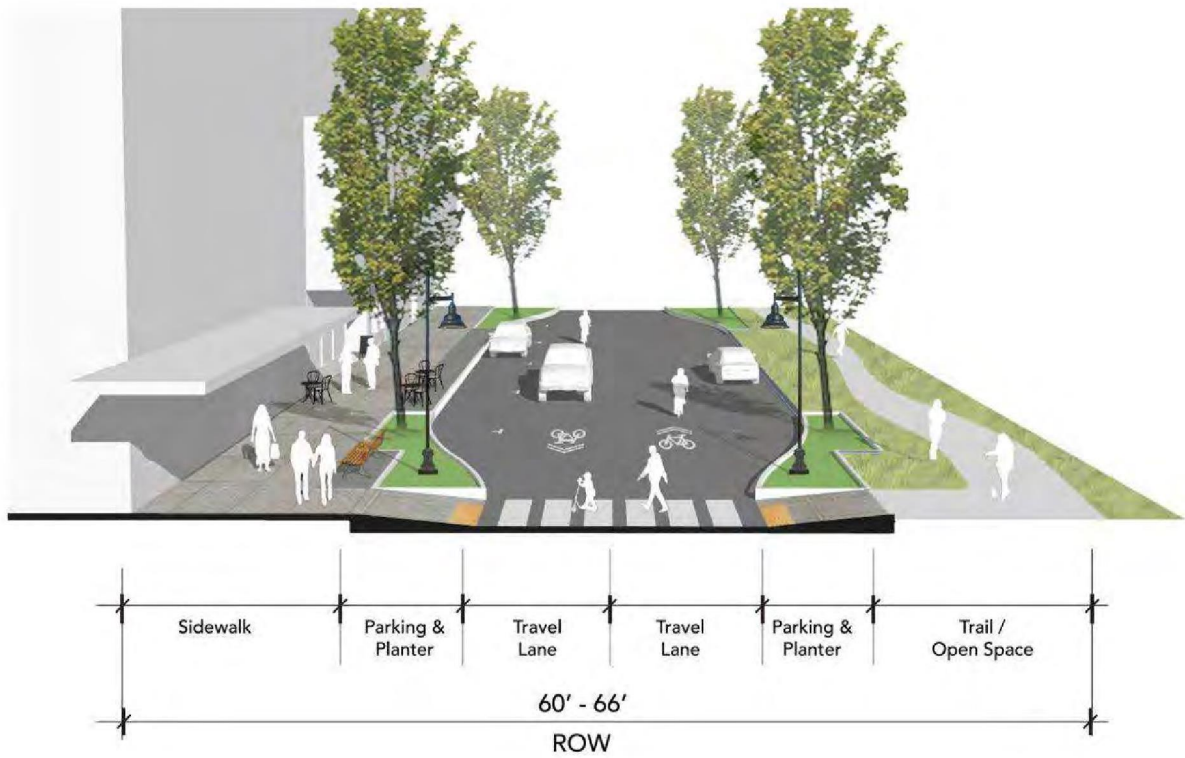 Sidewalk
Parking &
Planter
Travel
Lane
Travel
Lane
Parking &
Planter
Trail /
Open Space
60' - 66'
ROW